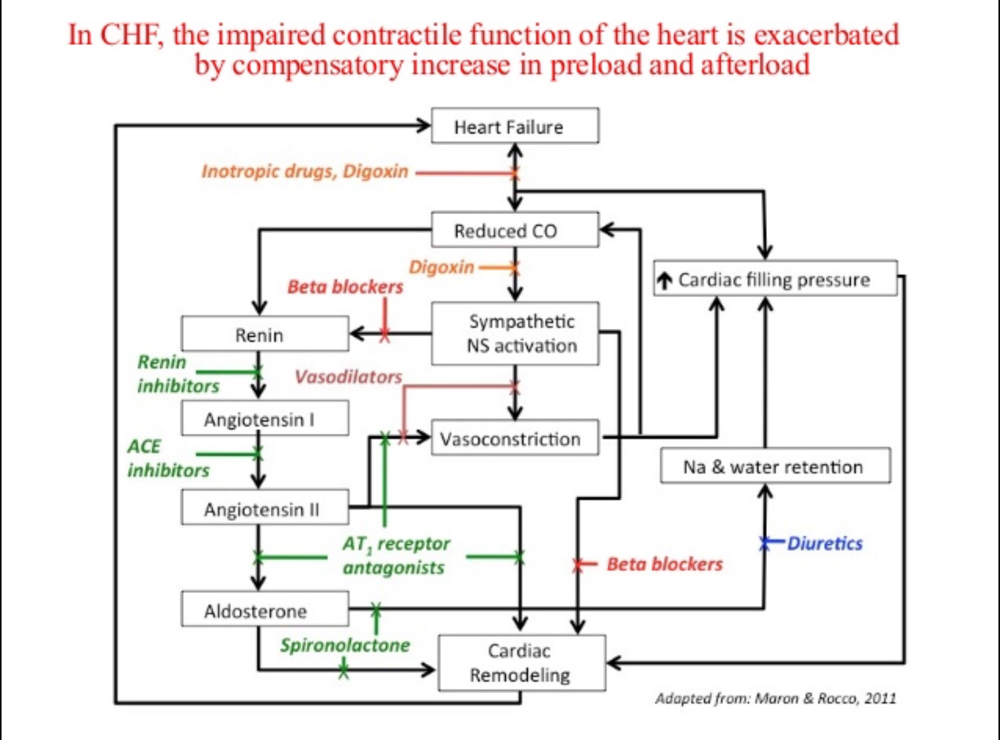 In CHF, the impaired contractile function of the heart is exacerbated
by compensatory increase in preload and afterload
Heart Failure
Inotropic drugs, Digoxin
Reduced CO
Digoxin
Beta blockers
Cardiac filling pressure
Sympathetic
NS activation
Renin
Renin
inhibitors
Vasodilators
Angiotensin I
Vasoconstriction
ACE
inhibitors
Na & water retention
Angiotensin II
AT1 receptor
antagonists
Diuretics
Beta blockers
Aldosterone
Spironolactone
Cardiac
Remodeling
Adapted from: Maron & Rocco, 2011